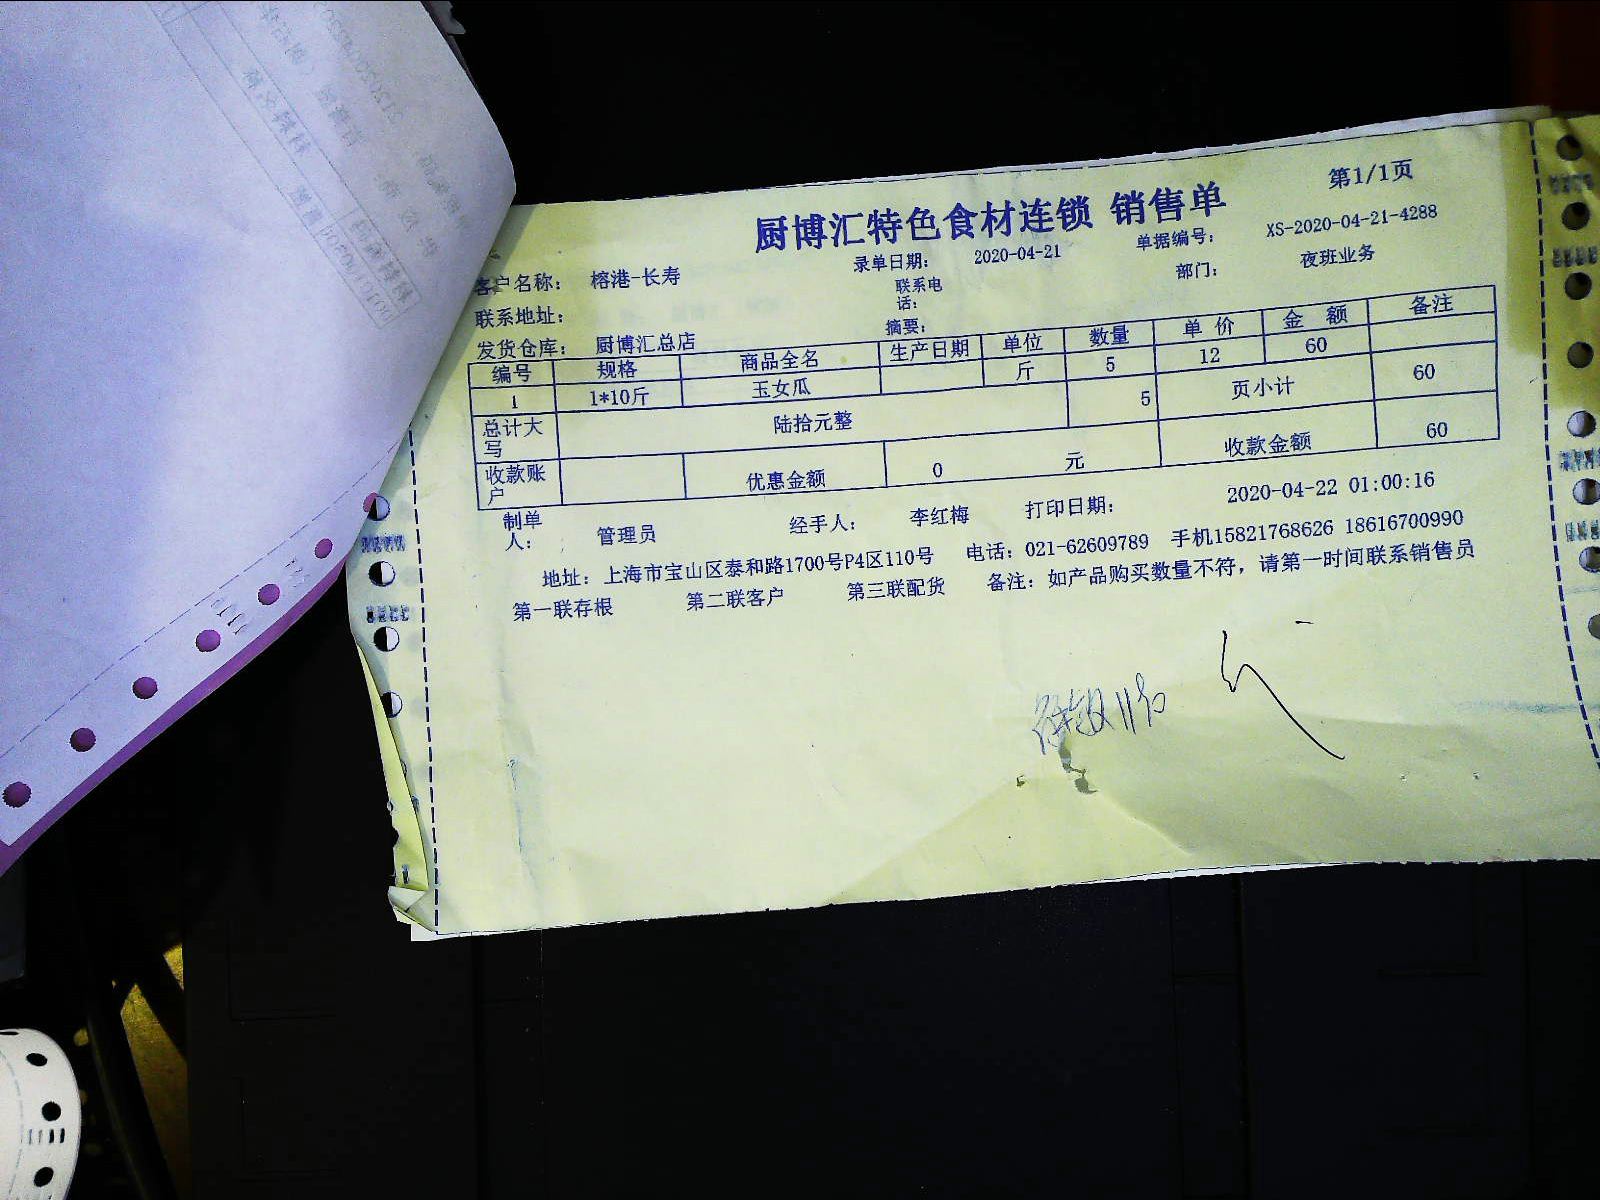 第1/1页
厨博汇特色食材连锁 销售单
客户名称： 榕港-长寿 录单日期： 2020-04-21 单据编号： XS-2020-04-21-4288
联系地址： 联系电话： 部门： 夜班业务
发货仓库： 厨博汇总店 摘要：
编号 规格 商品全名 生产日期 单位 数量 单价 金额 备注
1 1*10斤 玉女瓜 斤 5 12 60
总计大写 陆拾元整 5 页小计 60
收款账户 优惠金额 0 元 收款金额 60
制单人： 管理员 经手人： 李红梅 打印日期： 2020-04-22 01:00:16
地址：上海市宝山区泰和路1700号P4区110号 电话：021-62609789 手机15821768626 18616700990
第一联存根 第二联客户 第三联配货 备注：如产品购买数量不符，请第一时间联系销售员